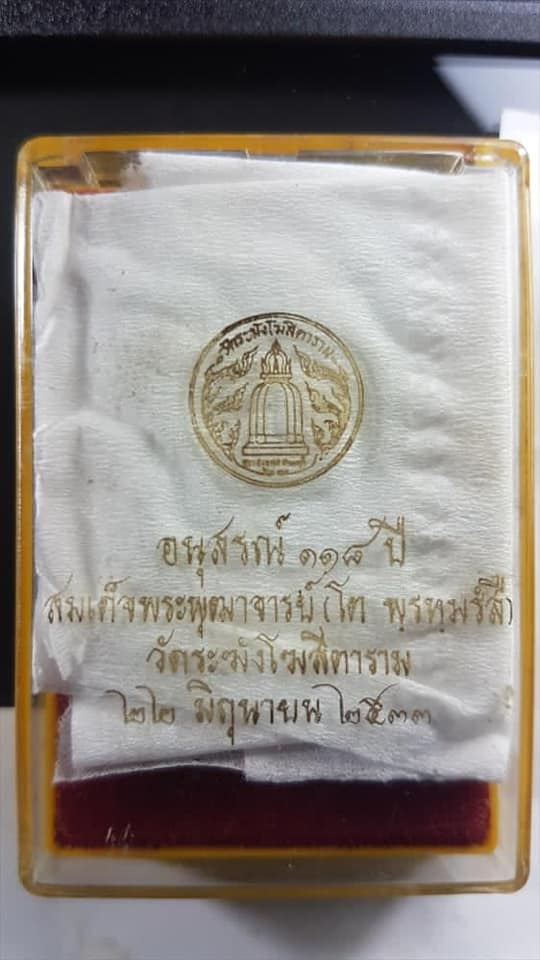 วัดระฆังโฆสิตาราม
อนุสรณ์ ๑๑๘ ปี
สมเด็จพระพุฒาจารย์ (โต พฺรหฺมรํสี)
วัดระฆังโฆสิตาราม
๒๒ มิถุนายน ๒๕๓๓